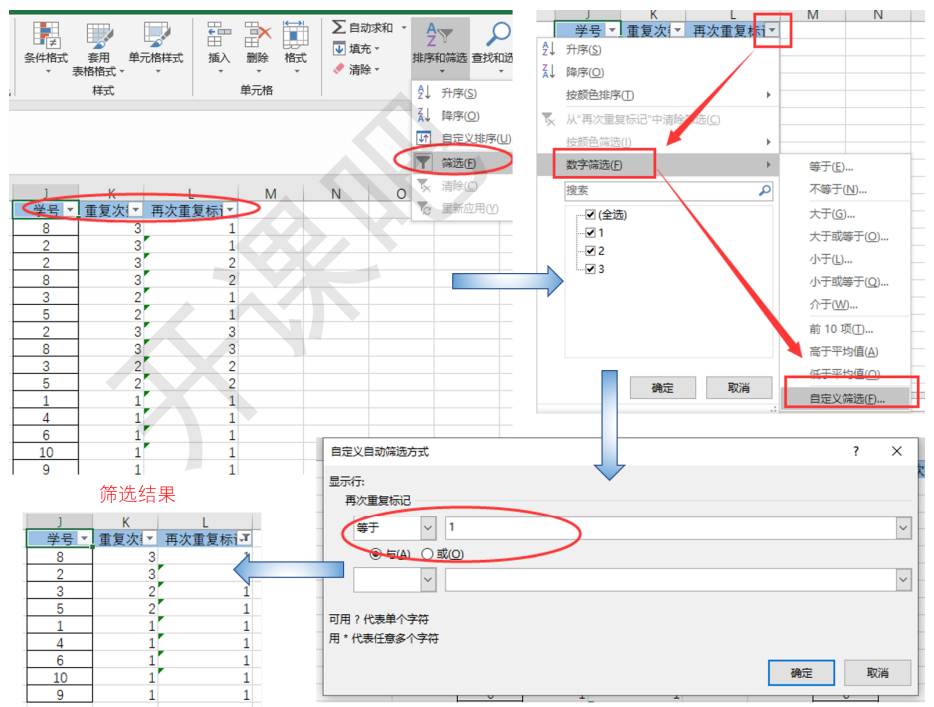 条件格式
套用
表格格式
单元格样式
样式
插入
删除
格式
单元格
自动求和
填充
清除
排序和筛选
查找和选
升序(S)
降序(O)
自定义排序(U)
筛选(F)
清除(C)
重新应用(Y)
J K L M N O
学号 重复次 再次重复标
8 3 1
2 3 1
2 3 2
8 3 2
3 2 1
5 2 1
2 3 3
8 3 3
3 2 2
5 2 2
1 1 1
4 1 1
6 1 1
10 1 1
9 1 1
开课吧
J K L M N
学号 重复次 再次重复标
升序(S)
降序(O)
按颜色排序(T)
从"再次重复标记"中清除筛选(C)
按颜色筛选(I)
数字筛选(F)
搜索
(全选)
1
2
3
确定 取消
等于(E)...
不等于(N)...
大于(G)...
大于或等于(O)...
小于(L)...
小于或等于(Q)...
介于(W)...
前 10 项(T)...
高于平均值(A)
低于平均值(O)
自定义筛选(F)...
自定义自动筛选方式
?
显示行:
再次重复标记
等于 1
与(A) 或(O)
可用 ? 代表单个字符
用 * 代表任意多个字符
确定 取消
筛选结果
J K L
学号 重复次 再次重复标
8 3 1
2 3 1
3 2 1
5 2 1
1 1 1
4 1 1
6 1 1
10 1 1
9 1 1